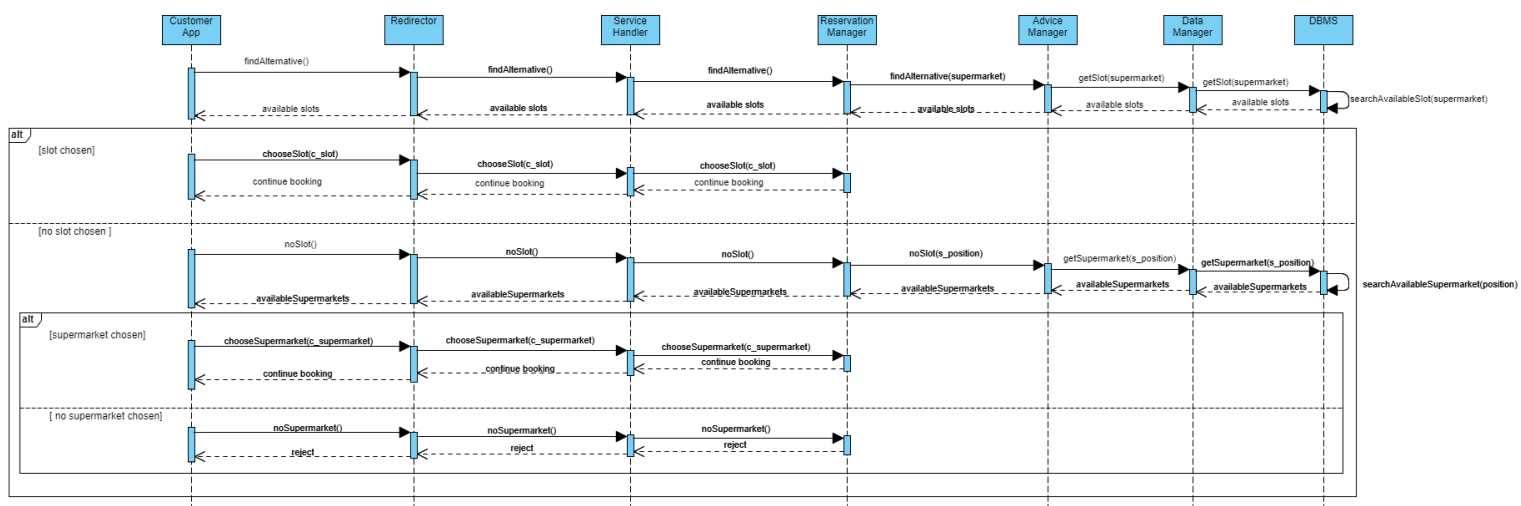 Customer
App
Redirector
Service
Handler
Reservation
Manager
Advice
Manager
Data
Manager
DBMS
findAlternative()
findAlternative()
findAlternative()
findAlternative(supermarket)
getSlot(supermarket)
getSlot(supermarket)
searchAvailableSlot(supermarket)
available slots
available slots
available slots
available slots
available slots
available slots
alt
[slot chosen]
chooseSlot(c_slot)
chooseSlot(c_slot)
chooseSlot(c_slot)
continue booking
continue booking
continue booking
[no slot chosen ]
noSlot()
noSlot()
noSlot()
noSlot(s_position)
getSupermarket(s_position)
getSupermarket(s_position)
searchAvailableSupermarket(position)
availableSupermarkets
availableSupermarkets
availableSupermarkets
availableSupermarkets
availableSupermarkets
availableSupermarkets
alt
[supermarket chosen]
chooseSupermarket(c_supermarket)
chooseSupermarket(c_supermarket)
chooseSupermarket(c_supermarket)
continue booking
continue booking
continue booking
[ no supermarket chosen]
noSupermarket()
noSupermarket()
noSupermarket()
reject
reject
reject